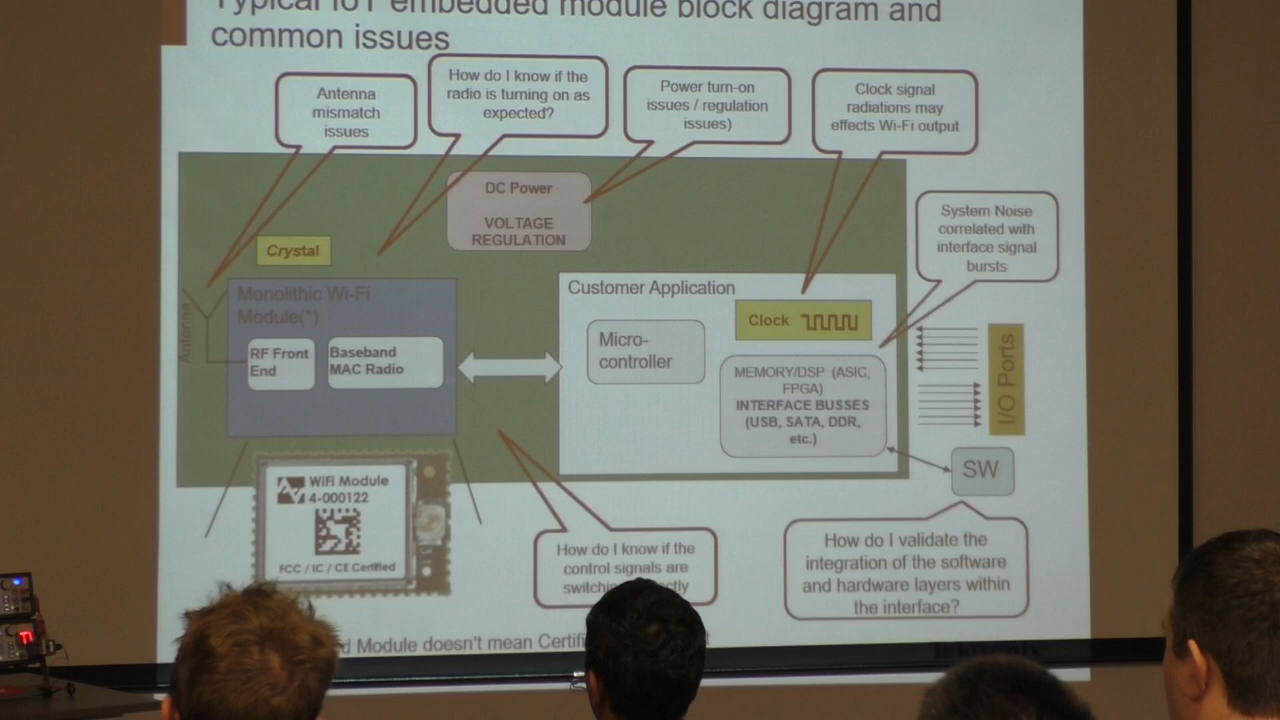 Typical IoT embedded module block diagram and
common issues
Antenna
mismatch
issues
How do I know if the
radio is turning on as
expected?
Power turn-on
issues / regulation
issues)
Clock signal
radiations may
effects Wi-Fi output
DC Power
VOLTAGE
REGULATION
System Noise
correlated with
interface signal
bursts
Crystal
Antenna
Monolithic Wi-Fi
Module(*)
RF Front
End
Baseband
MAC Radio
Customer Application
Micro-
controller
Clock
MEMORY/DSP (ASIC,
FPGA)
INTERFACE BUSSES
(USB, SATA, DDR,
etc.)
I/O Ports
SW
WiFi Module
4-000122
FCC / IC / CE Certified
How do I know if the
control signals are
How do I validate the
integration of the software
and hardware layers within
the interface?
Module doesn't mean
Tektronix